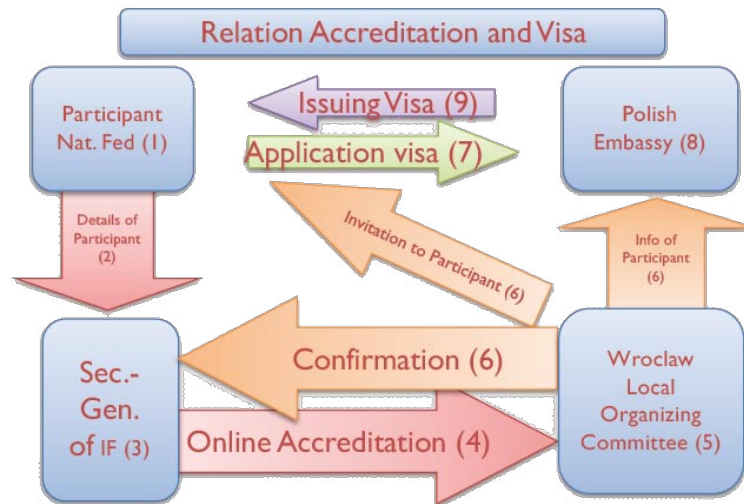 Relation Accreditation and Visa
Participant
Nat. Fed (1)
Issuing Visa (9)
Application visa (7)
Polish
Embassy (8)
Details of
Participant
(2)
Invitation to Participant (6)
Info of
Participant
(6)
Sec.-
Gen.
of IF (3)
Confirmation (6)
Online Accreditation (4)
Wroclaw
Local
Organizing
Committee (5)